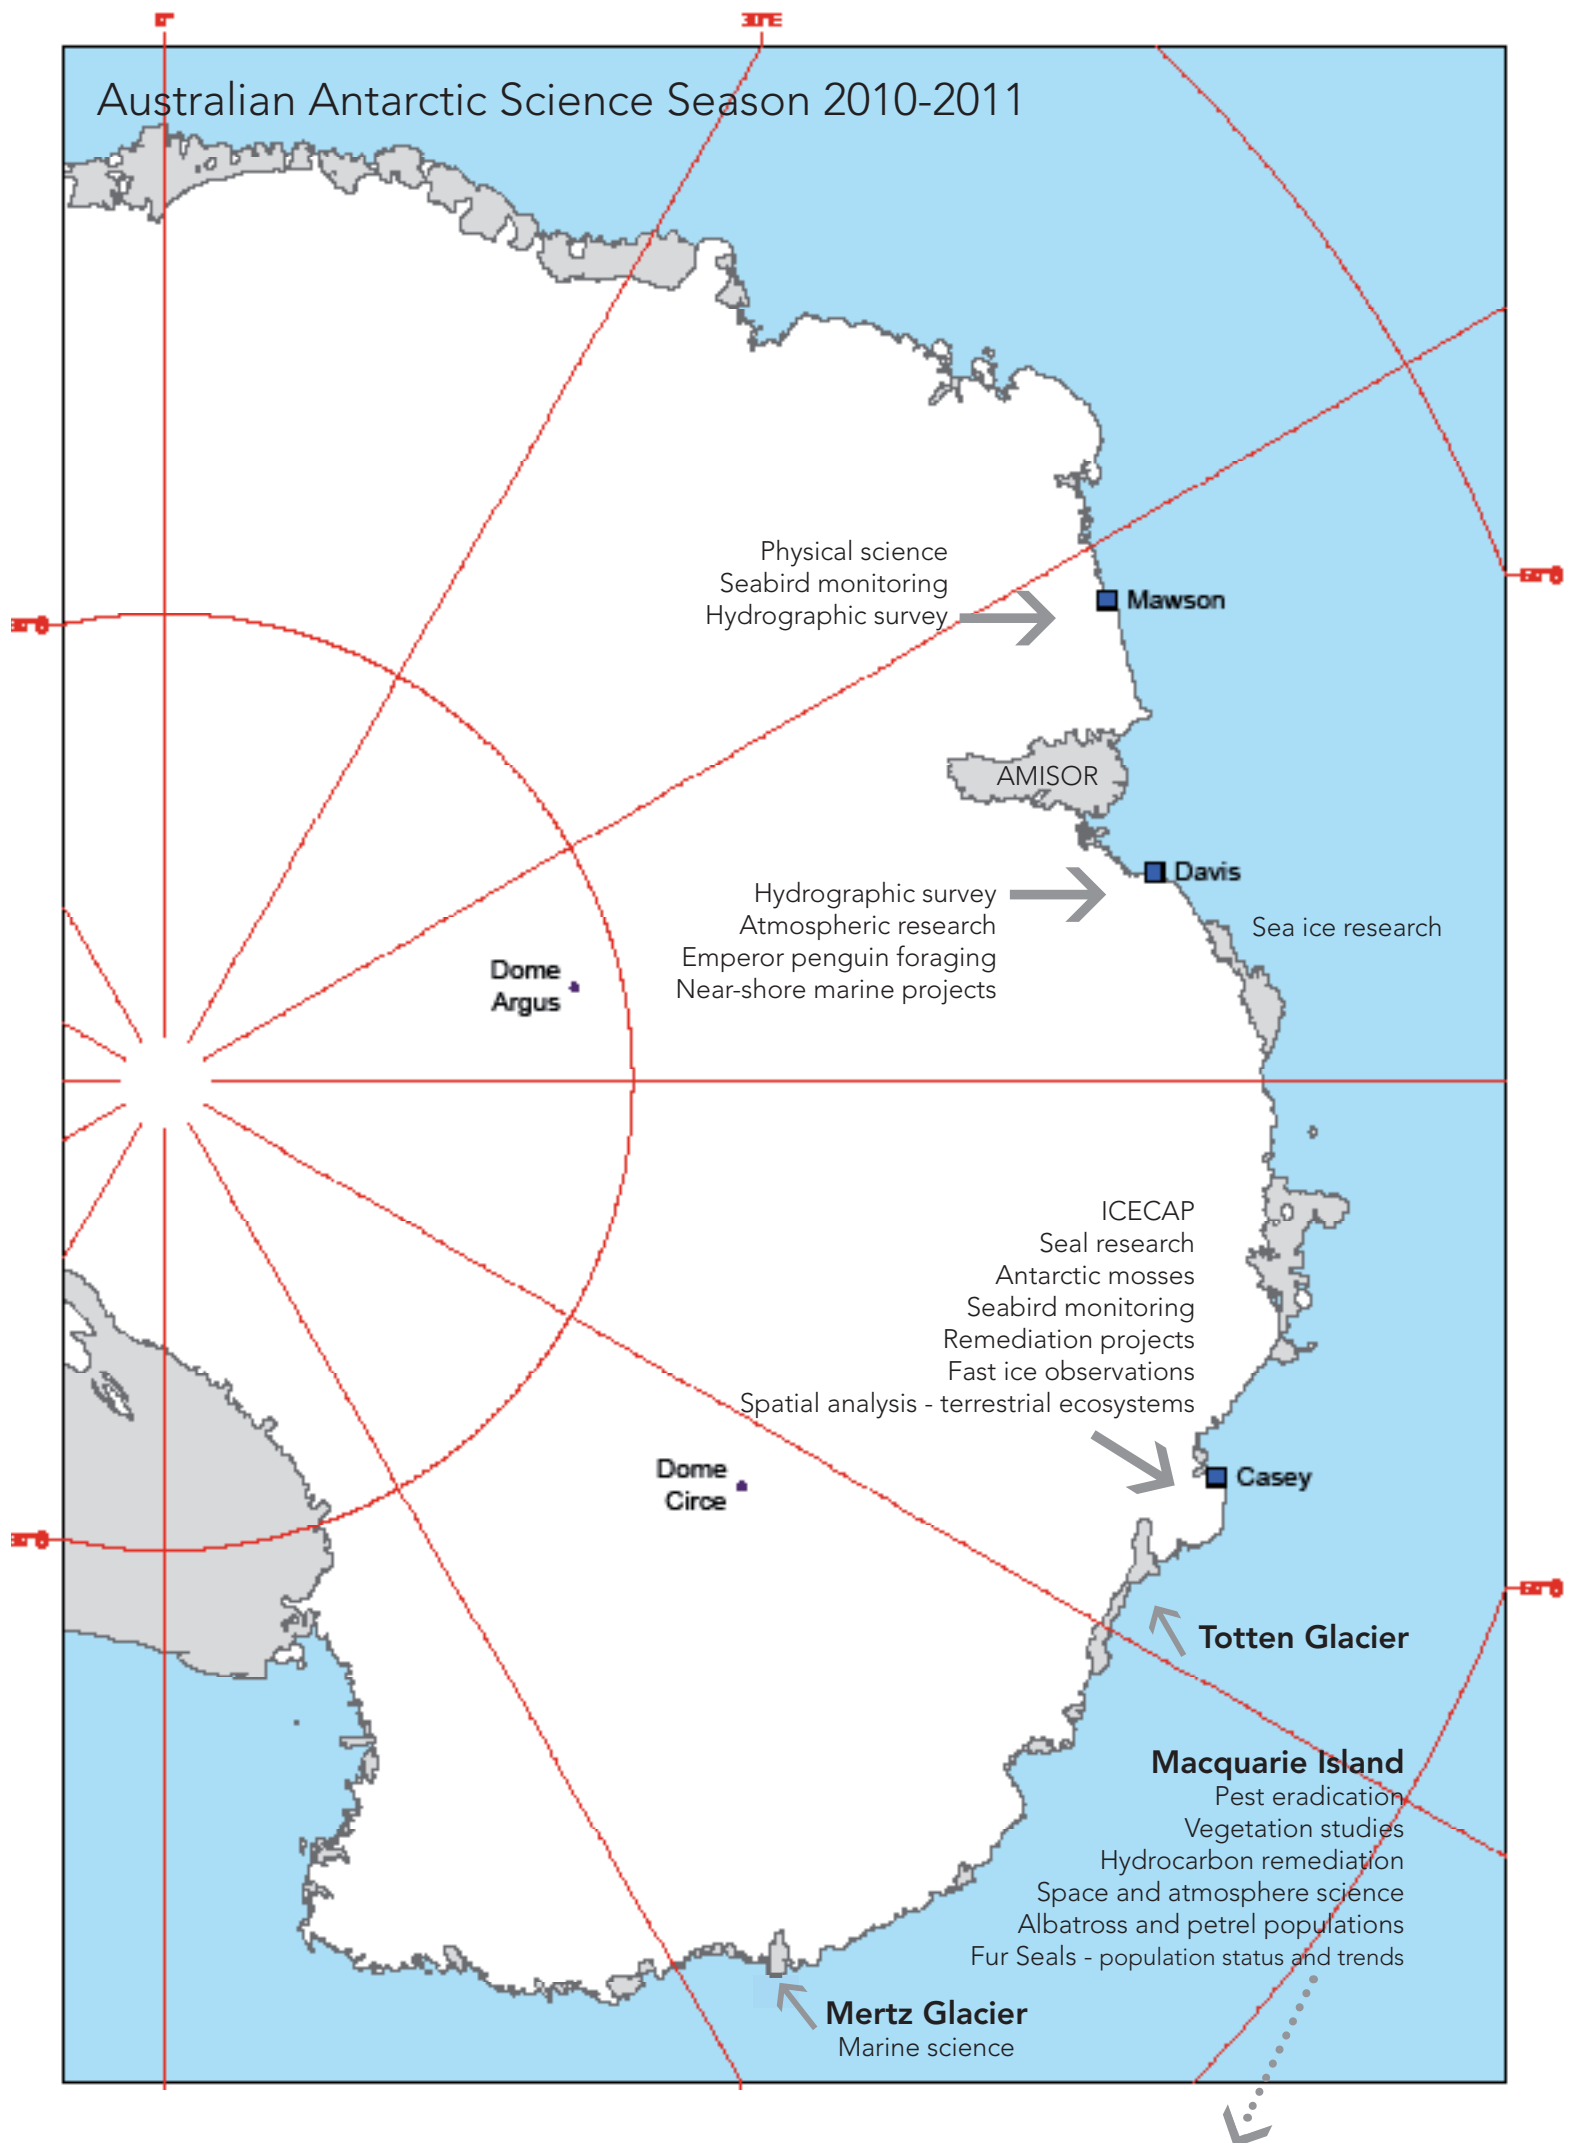 30°E
Australian Antarctic Science Season 2010-2011
Physical science
Seabird monitoring
Hydrographic survey
Mawson
AMISOR
Davis
Hydrographic survey
Atmospheric research
Emperor penguin foraging
Near-shore marine projects
Sea ice research
Dome
Argus
ICECAP
Seal research
Antarctic mosses
Seabird monitoring
Remediation projects
Fast ice observations
Spatial analysis - terrestrial ecosystems
Dome
Circe
Casey
Totten Glacier
Macquarie Island
Pest eradication
Vegetation studies
Hydrocarbon remediation
Space and atmosphere science
Albatross and petrel populations
Fur Seals - population status and trends
Mertz Glacier
Marine science